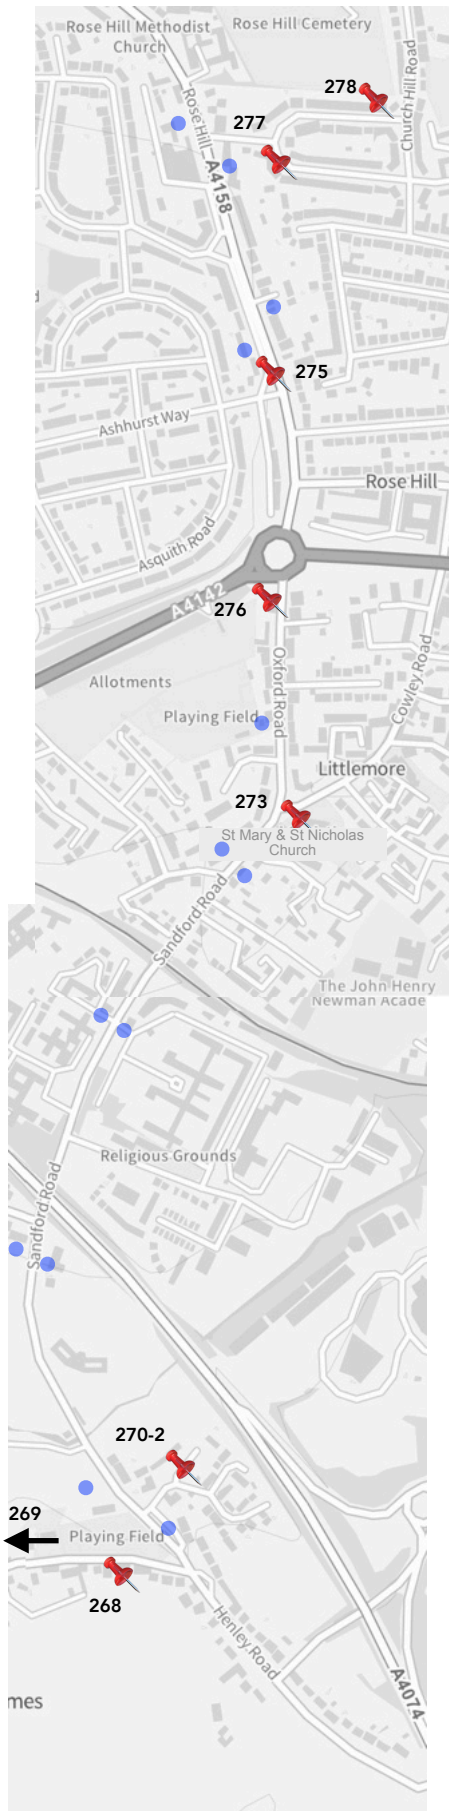 Rose Hill Methodist
Church
Rose Hill Cemetery
278
Church Hill Road
277
Rose Hill
A4158
d
275
Ashhurst Way
Rose Hill
Asquith Road
A4142
276
Oxford Road
Cowley Road
Allotments
Playing Field
Littlemore
273
St Mary & St Nicholas
Church
Sandford Road
The John Henry
Newman Acade
Religious Grounds
Sandford Road
270-2
269
Playing Field
268
Henley Road
A4074
mes